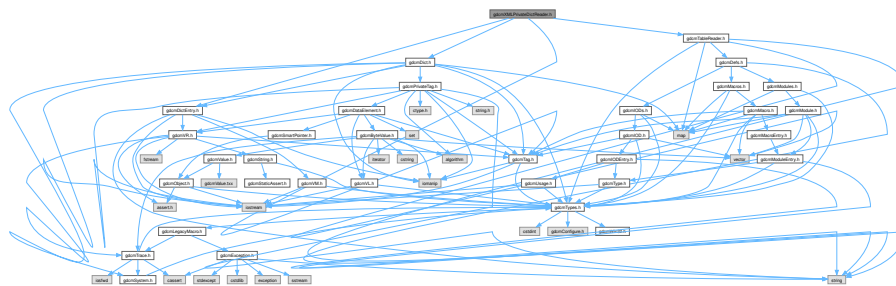 gdcmXMLPrivateDictReader.h
gdcmTableReader.h
gdcmDict.h
gdcmDefs.h
gdcmPrivateTag.h
gdcmMacros.h
gdcmModules.h
gdcmDictEntry.h
gdcmDataElement.h
ctype.h
string.h
gdcmIODs.h
gdcmMacro.h
gdcmModule.h
gdcmVR.h
gdcmSmartPointer.h
gdcmByteValue.h
set
gdcmIOD.h
map
gdcmMacroEntry.h
fstream
gdcmValue.h
gdcmString.h
iterator
cstring
algorithm
gdcmTag.h
gdcmIODEntry.h
vector
gdcmModuleEntry.h
gdcmObject.h
gdcmValue.txx
gdcmStaticAssert.h
gdcmVM.h
gdcmVL.h
iomanip
gdcmUsage.h
gdcmType.h
assert.h
iostream
gdcmTypes.h
gdcmLegacyMacro.h
cstdint
gdcmConfigure.h
gdcmTrace.h
gdcmException.h
iosfwd
gdcmSystem.h
cassert
stdexcept
cstdlib
exception
sstream
string